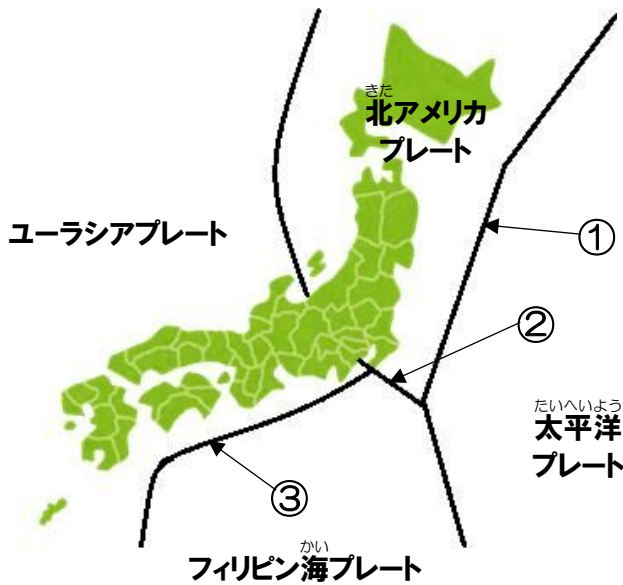 きた
北アメリカ
プレート
ユーラシアプレート
①
②
たいへいよう
太平洋
プレート
③
かい
フィリピン海プレート